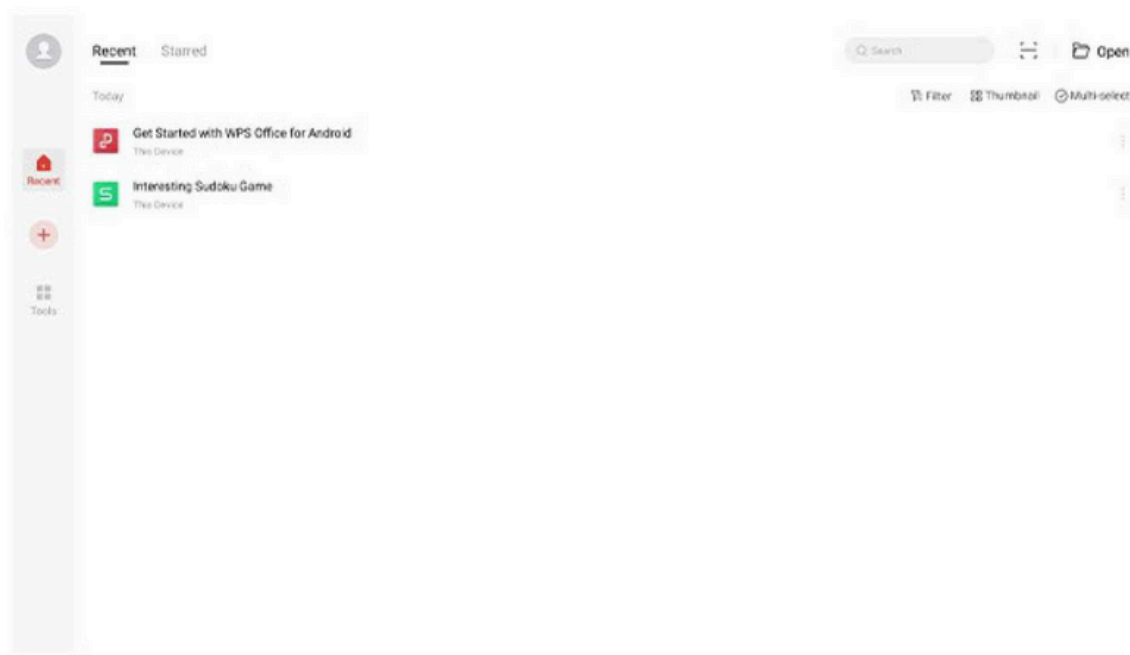 Recent Starred Search Open
Today Filter Thumbnail Multi-select
Get Started with WPS Office for Android
This Device
Interesting Sudoku Game
This Device
Recent
Tools